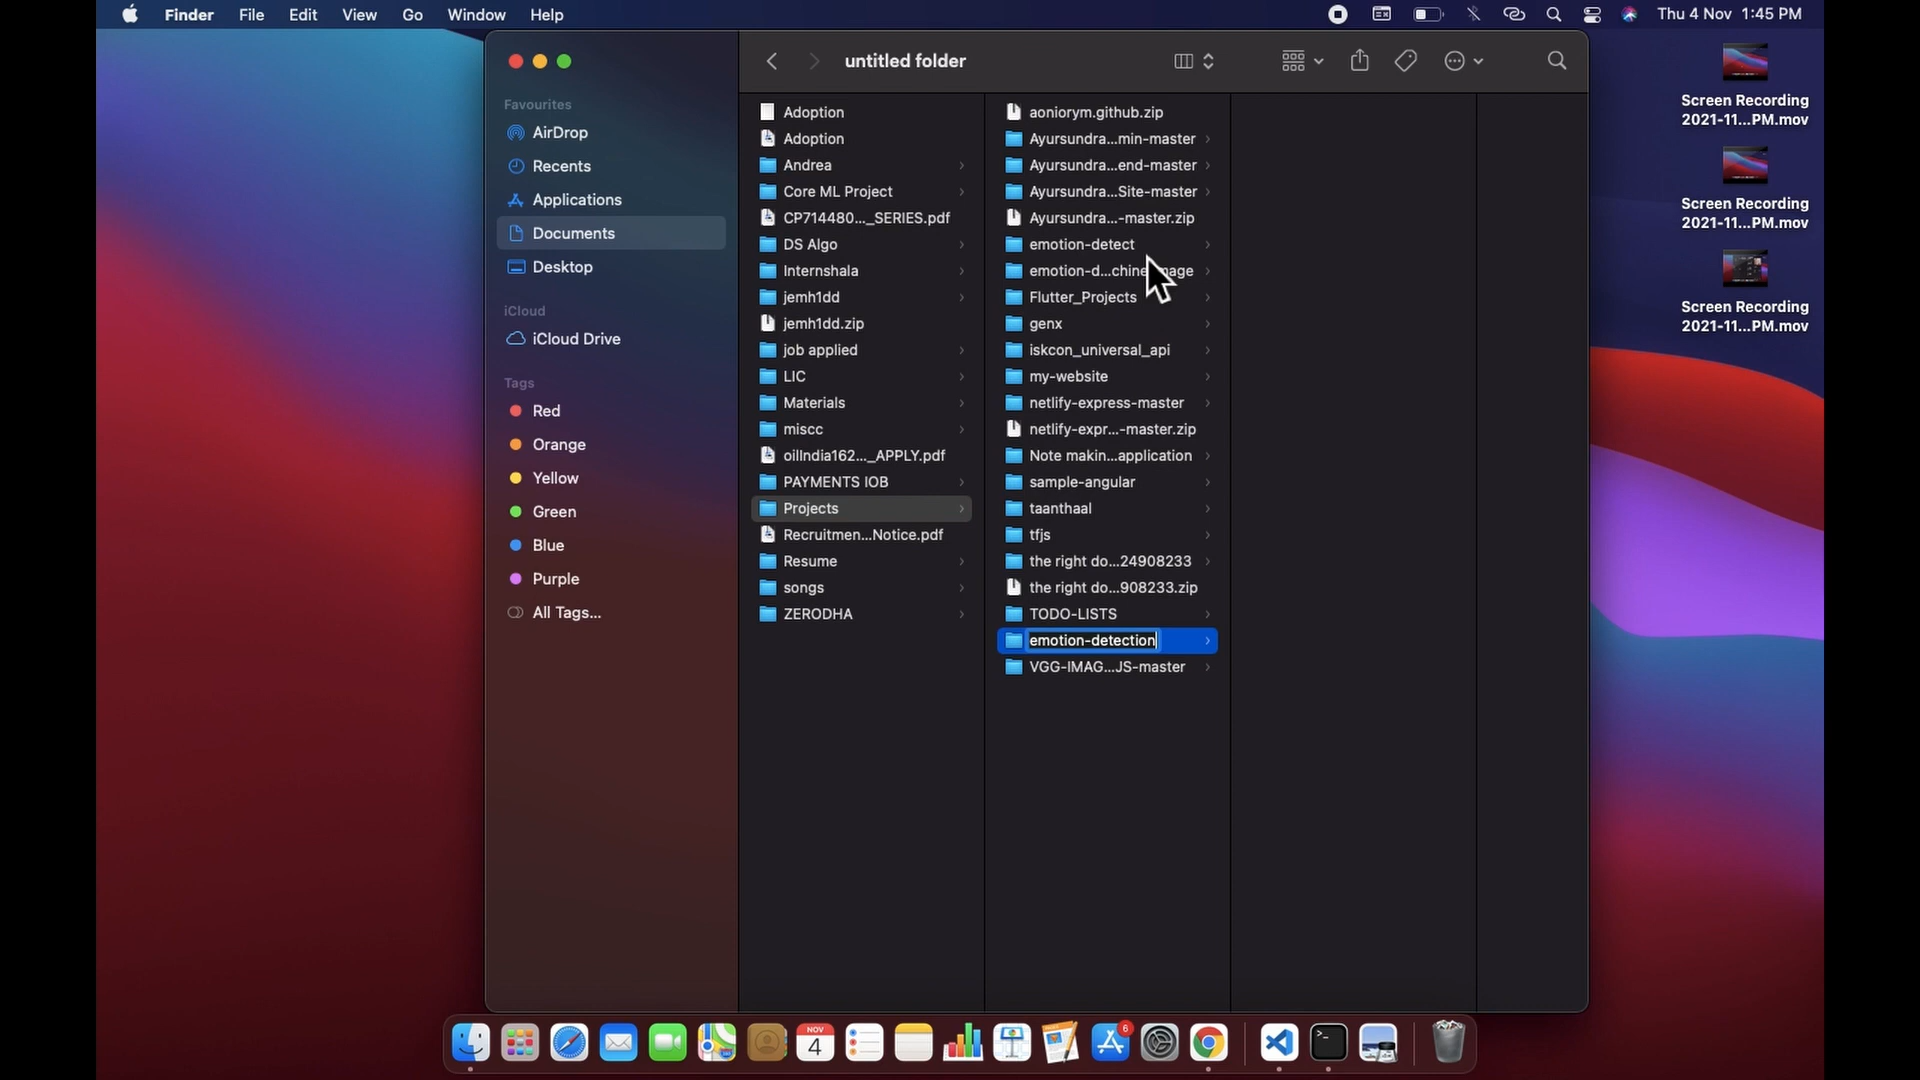 Finder File Edit View Go Window Help
Thu 4 Nov 1:45 PM
untitled folder
Favourites
AirDrop
Recents
Applications
Documents
Desktop
iCloud
iCloud Drive
Tags
Red
Orange
Yellow
Green
Blue
Purple
All Tags...
Adoption
Adoption
Andrea
Core ML Project
CP714480..._SERIES.pdf
DS Algo
Internshala
jemh1dd
jemh1dd.zip
job applied
LIC
Materials
miscc
oilIndia162..._APPLY.pdf
PAYMENTS IOB
Projects
Recruitmen...Notice.pdf
Resume
songs
ZERODHA
aoniorym.github.zip
Ayursundra...min-master
Ayursundra...end-master
Ayursundra...Site-master
Ayursundra...-master.zip
emotion-detect
emotion-d...chine
Flutter_Projects
genx
iskcon_universal_api
my-website
netlify-express-master
netlify-expr...-master.zip
Note makin...application
sample-angular
taanthaal
tfjs
the right do...24908233
the right do...908233.zip
TODO-LISTS
emotion-detection
VGG-IMAG...JS-master
Screen Recording
2021-11...PM.mov
Screen Recording
2021-11...PM.mov
Screen Recording
2021-11...PM.mov
NOV
4
6